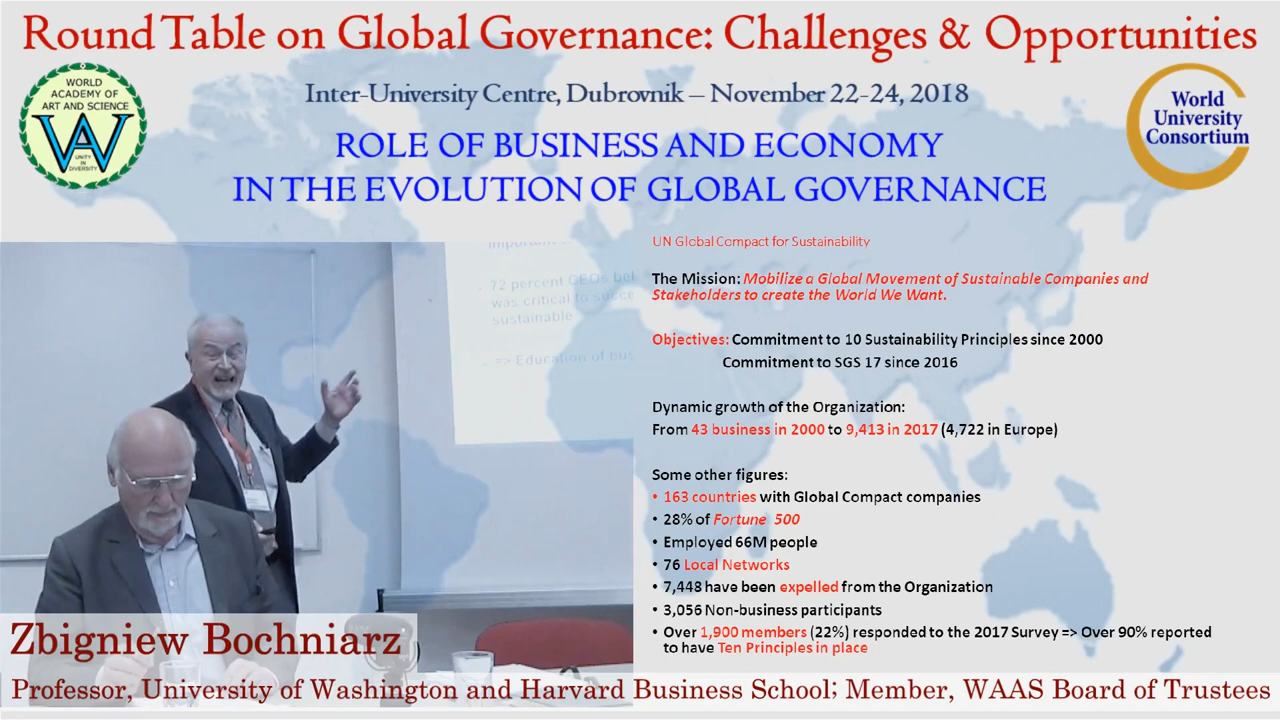 Round Table on Global Governance: Challenges & Opportunities
WORLD
ACADEMY OF
ART AND SCIENCE
UNITY
IN
DIVERSITY
Inter-University Centre, Dubrovnik – November 22-24, 2018
World
University
Consortium
ROLE OF BUSINESS AND ECONOMY
IN THE EVOLUTION OF GLOBAL GOVERNANCE
important
72 percent CEOs bel
was critical to succe
sustainable
=> Education of bus
UN Global Compact for Sustainability
The Mission: Mobilize a Global Movement of Sustainable Companies and
Stakeholders to create the World We Want.
Objectives: Commitment to 10 Sustainability Principles since 2000
Commitment to SGS 17 since 2016
Dynamic growth of the Organization:
From 43 business in 2000 to 9,413 in 2017 (4,722 in Europe)
Some other figures:
• 163 countries with Global Compact companies
• 28% of Fortune 500
• Employed 66M people
• 76 Local Networks
• 7,448 have been expelled from the Organization
• 3,056 Non-business participants
• Over 1,900 members (22%) responded to the 2017 Survey => Over 90% reported
to have Ten Principles in place
Zbigniew Bochniarz
Professor, University of Washington and Harvard Business School; Member, WAAS Board of Trustees